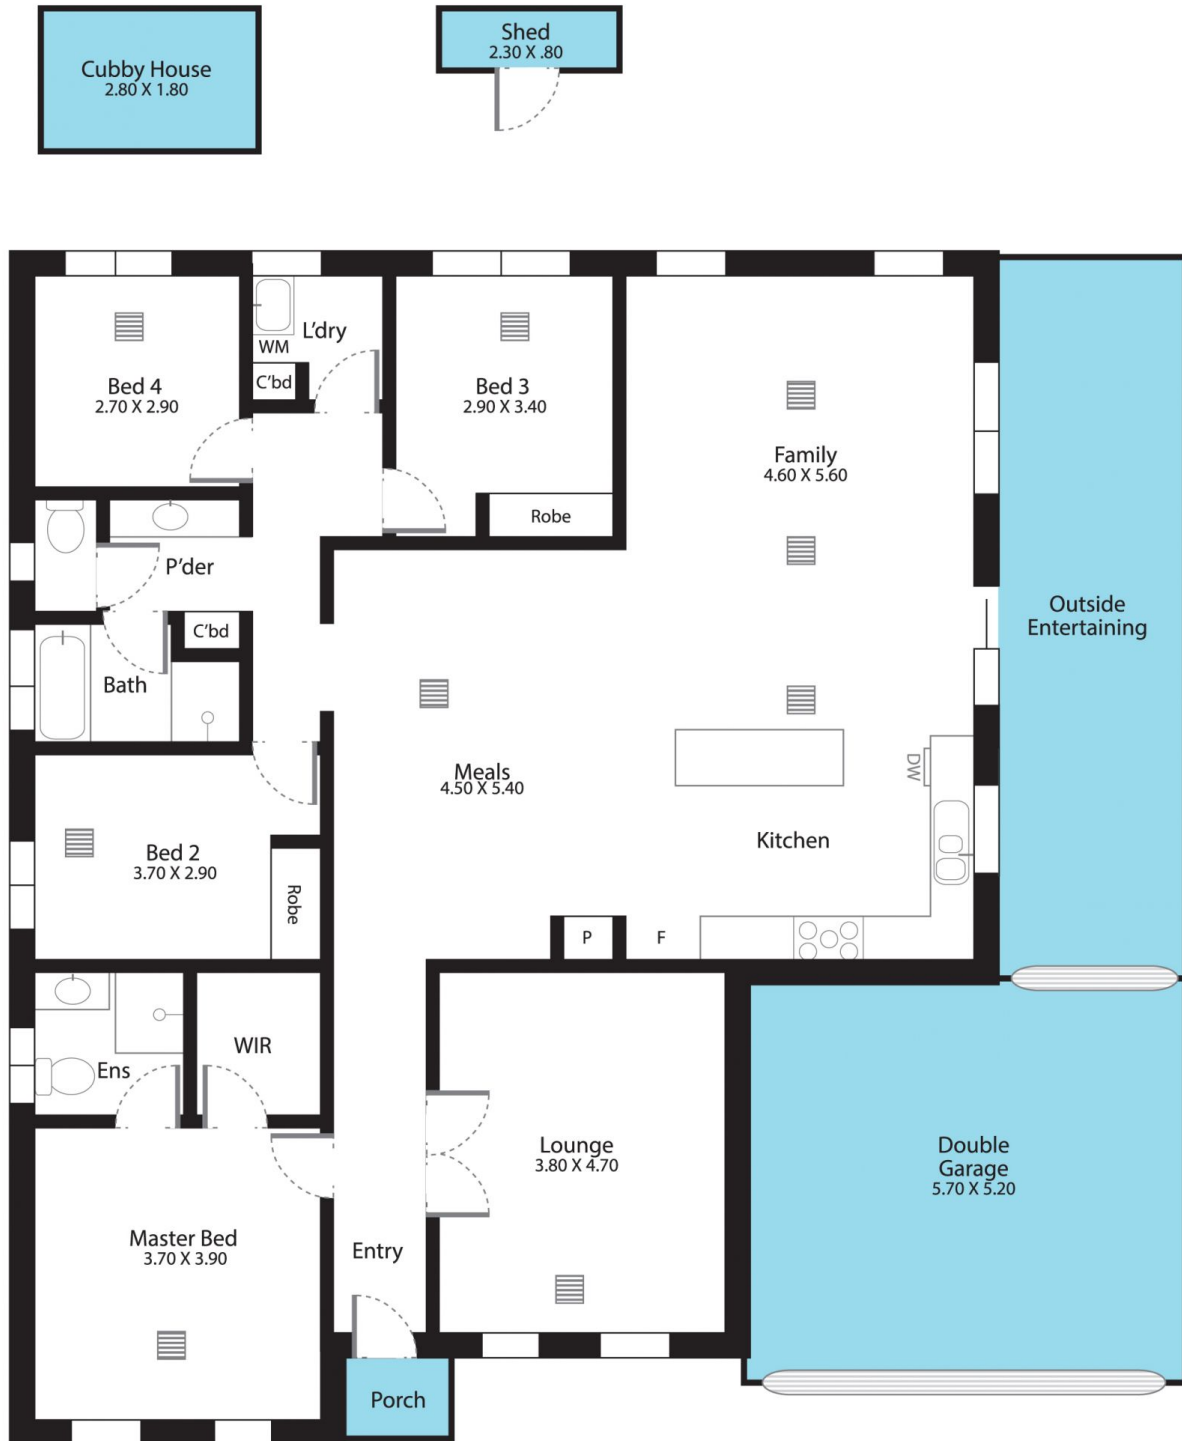 Cubby House
2.80 X 1.80
Shed
2.30 X .80
Bed 4
2.70 X 2.90
WM
L'dry
C'bd
Bed 3
2.90 X 3.40
Robe
Family
4.60 X 5.60
P'der
C'bd
Bath
Outside
Entertaining
Meals
4.50 X 5.40
DW
Kitchen
Bed 2
3.70 X 2.90
Robe
P
F
Ens
WIR
Lounge
3.80 X 4.70
Double
Garage
5.70 X 5.20
Master Bed
3.70 X 3.90
Entry
Porch